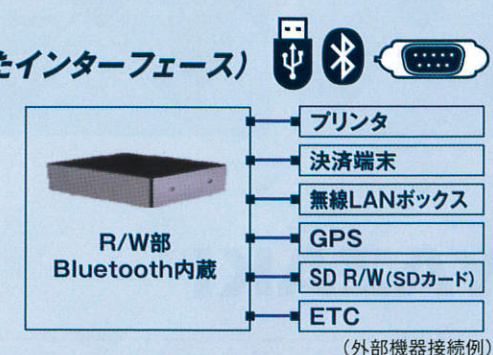 たインターフェース)
プリンタ
決済端末
無線LANボックス
R/W部
Bluetooth内蔵
GPS
SD R/W(SDカード)
ETC
(外部機器接続例)